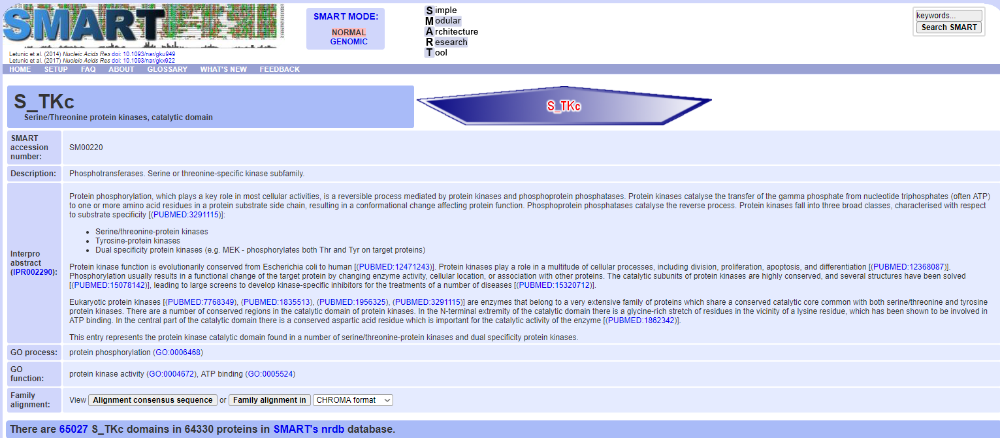 SMART
Letunic et al. (2014) Nucleic Acids Res doi: 10.1093/nar/gku949
Letunic et al. (2017) Nucleic Acids Res doi: 10.1093/nar/gkx922
SMART MODE:
NORMAL
GENOMIC
Simple
Modular
Architecture
Research
Tool
keywords...
Search SMART
HOME SETUP FAQ ABOUT GLOSSARY WHAT'S NEW FEEDBACK
S_TKc
Serine/Threonine protein kinases, catalytic domain
S_TKc
SMART
accession
number:
SM00220
Description:
Phosphotransferases. Serine or threonine-specific kinase subfamily.
Interpro
abstract
(IPR002290):
Protein phosphorylation, which plays a key role in most cellular activities, is a reversible process mediated by protein kinases and phosphoprotein phosphatases. Protein kinases catalyse the transfer of the gamma phosphate from nucleotide triphosphates (often ATP)
to one or more amino acid residues in a protein substrate side chain, resulting in a conformational change affecting protein function. Phosphoprotein phosphatases catalyse the reverse process. Protein kinases fall into three broad classes, characterised with respect
to substrate specificity [(PUBMED:3291115)]:
• Serine/threonine-protein kinases
• Tyrosine-protein kinases
• Dual specificity protein kinases (e.g. MEK - phosphorylates both Thr and Tyr on target proteins)
Protein kinase function is evolutionarily conserved from Escherichia coli to human [(PUBMED:12471243)]. Protein kinases play a role in a multitude of cellular processes, including division, proliferation, apoptosis, and differentiation [(PUBMED:12368087)].
Phosphorylation usually results in a functional change of the target protein by changing enzyme activity, cellular location, or association with other proteins. The catalytic subunits of protein kinases are highly conserved, and several structures have been solved
[(PUBMED:15078142)], leading to large screens to develop kinase-specific inhibitors for the treatments of a number of diseases [(PUBMED:15320712)].
Eukaryotic protein kinases [(PUBMED:7768349), (PUBMED:1835513), (PUBMED:1956325), (PUBMED:3291115)] are enzymes that belong to a very extensive family of proteins which share a conserved catalytic core common with both serine/threonine and tyrosine
protein kinases. There are a number of conserved regions in the catalytic domain of protein kinases. In the N-terminal extremity of the catalytic domain there is a glycine-rich stretch of residues in the vicinity of a lysine residue, which has been shown to be involved in
ATP binding. In the central part of the catalytic domain there is a conserved aspartic acid residue which is important for the catalytic activity of the enzyme [(PUBMED:1862342)].
This entry represents the protein kinase catalytic domain found in a number of serine/threonine-protein kinases and dual specificity protein kinases.
GO process:
protein phosphorylation (GO:0006468)
GO
function:
protein kinase activity (GO:0004672), ATP binding (GO:0005524)
Family
alignment:
View Alignment consensus sequence or Family alignment in CHROMA format
There are 65027 S_TKc domains in 64330 proteins in SMART's nrdb database.